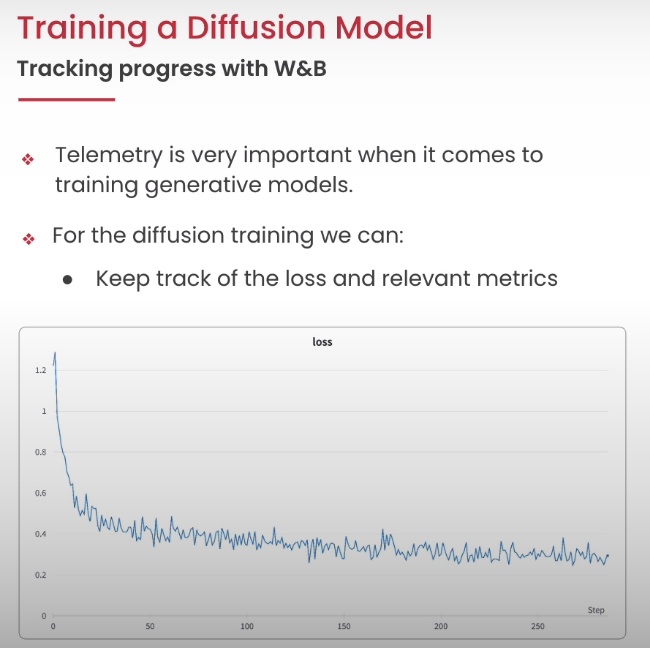 Training a Diffusion Model
Tracking progress with W&B
❖ Telemetry is very important when it comes to
training generative models.
❖ For the diffusion training we can:
● Keep track of the loss and relevant metrics
loss
1.2
1
0.8
0.6
0.4
0.2
0
Step
0 50 100 150 200 250